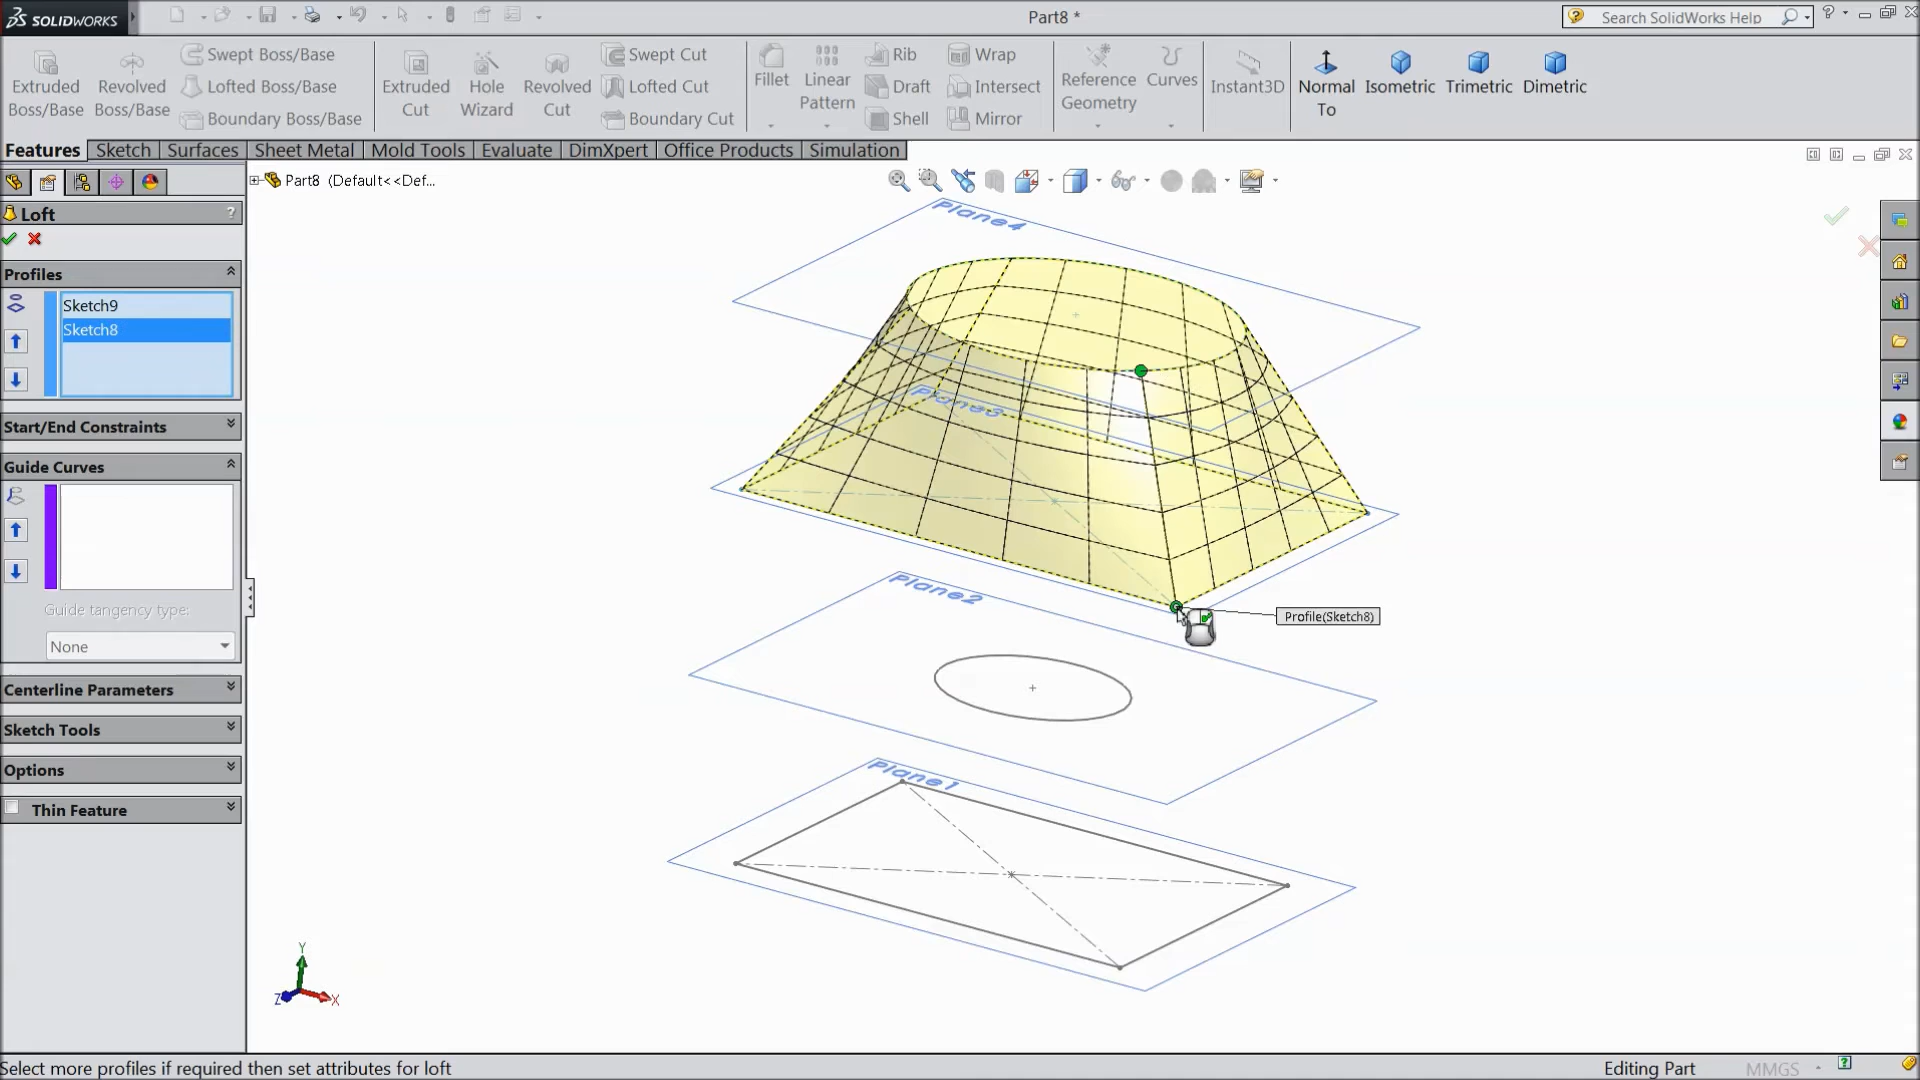 SOLIDWORKS
Part8 *
Search SolidWorks Help
Extruded Boss/Base
Revolved Boss/Base
Swept Boss/Base
Lofted Boss/Base
Boundary Boss/Base
Extruded Cut
Hole Wizard
Revolved Cut
Swept Cut
Lofted Cut
Boundary Cut
Fillet
Linear Pattern
Rib
Draft
Shell
Wrap
Intersect
Mirror
Reference Geometry
Curves
Instant3D
Normal To
Isometric
Trimetric
Dimetric
Features
Sketch
Surfaces
Sheet Metal
Mold Tools
Evaluate
DimXpert
Office Products
Simulation
Part8 (Default<<Def...
Loft
?
Profiles
Sketch9
Sketch8
Start/End Constraints
Guide Curves
Guide tangency type:
None
Centerline Parameters
Sketch Tools
Options
Thin Feature
Plane4
Plane3
Profile(Sketch8)
Plane2
Plane1
Y
Z
X
Select more profiles if required then set attributes for loft
Editing Part
MMGS